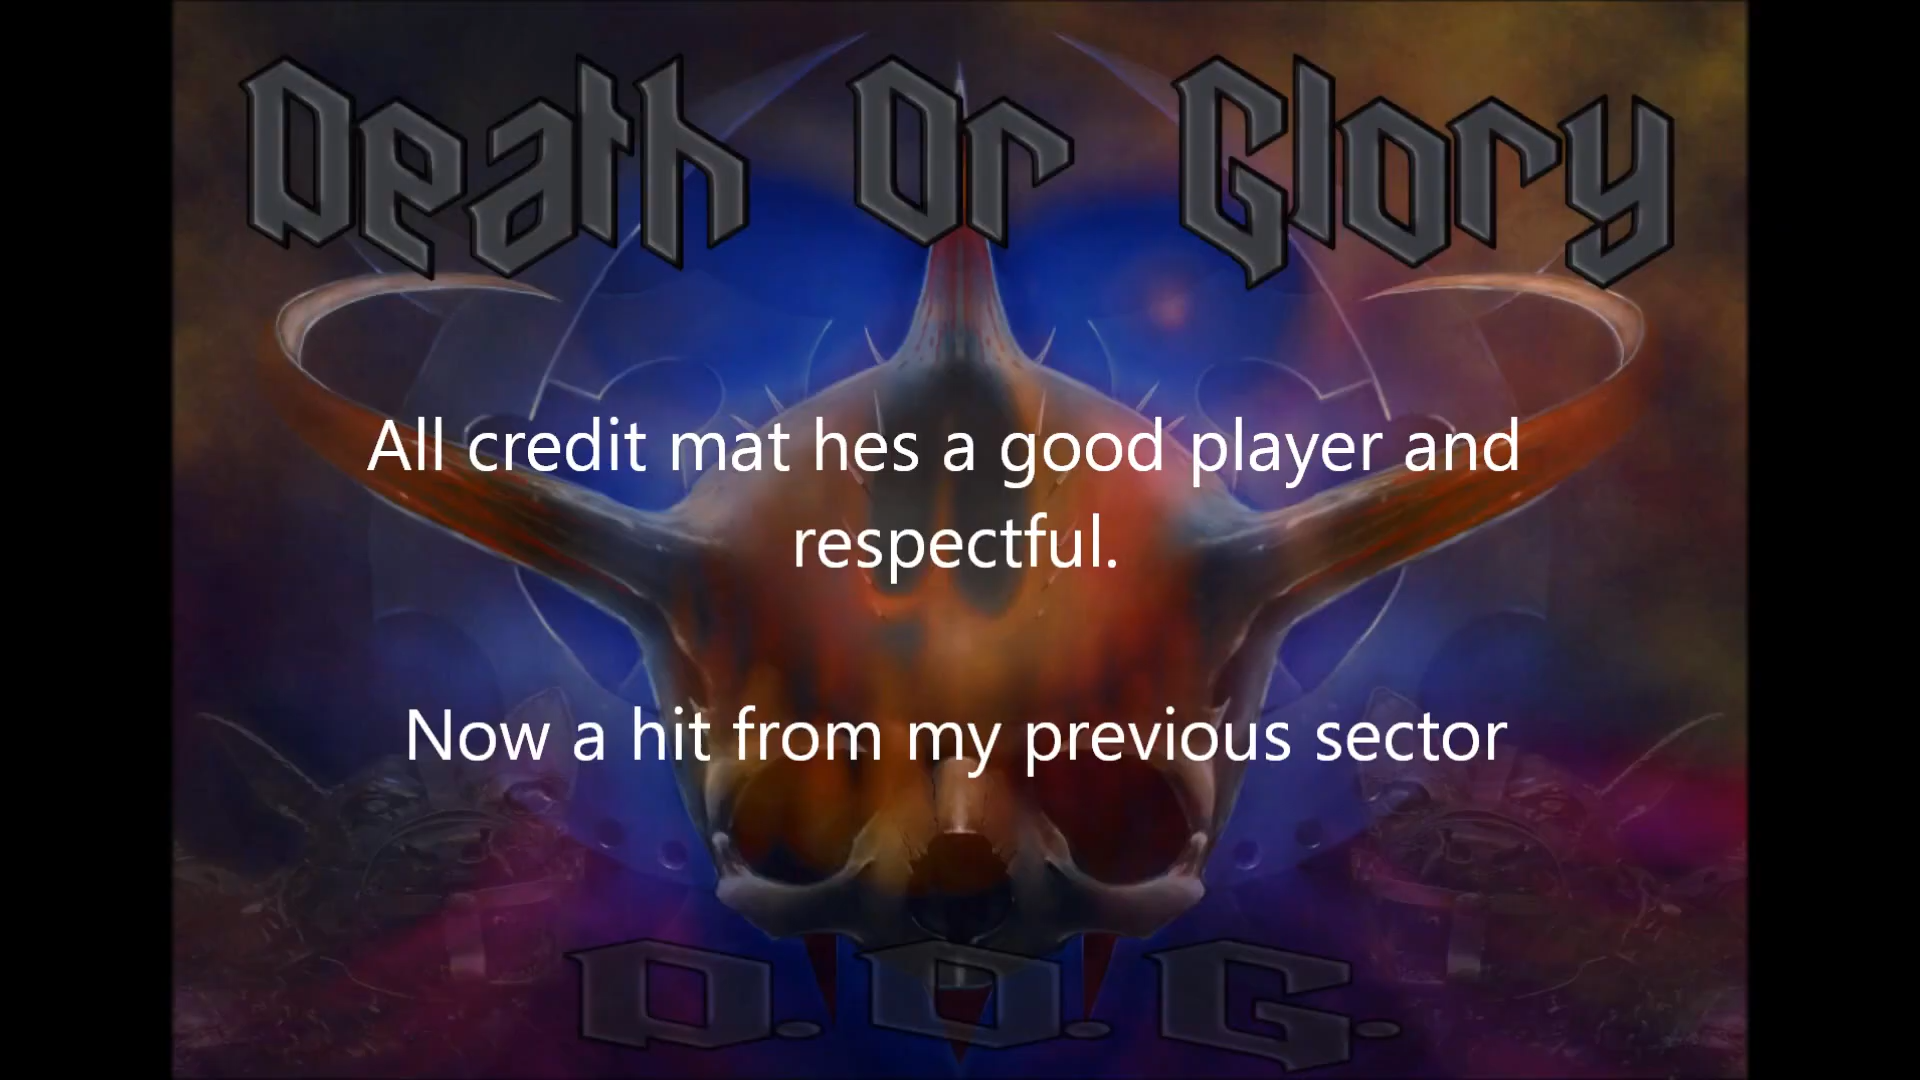 Death Or Glory
All credit mat hes a good player and
respectful.
Now a hit from my previous sector
D.O.G.